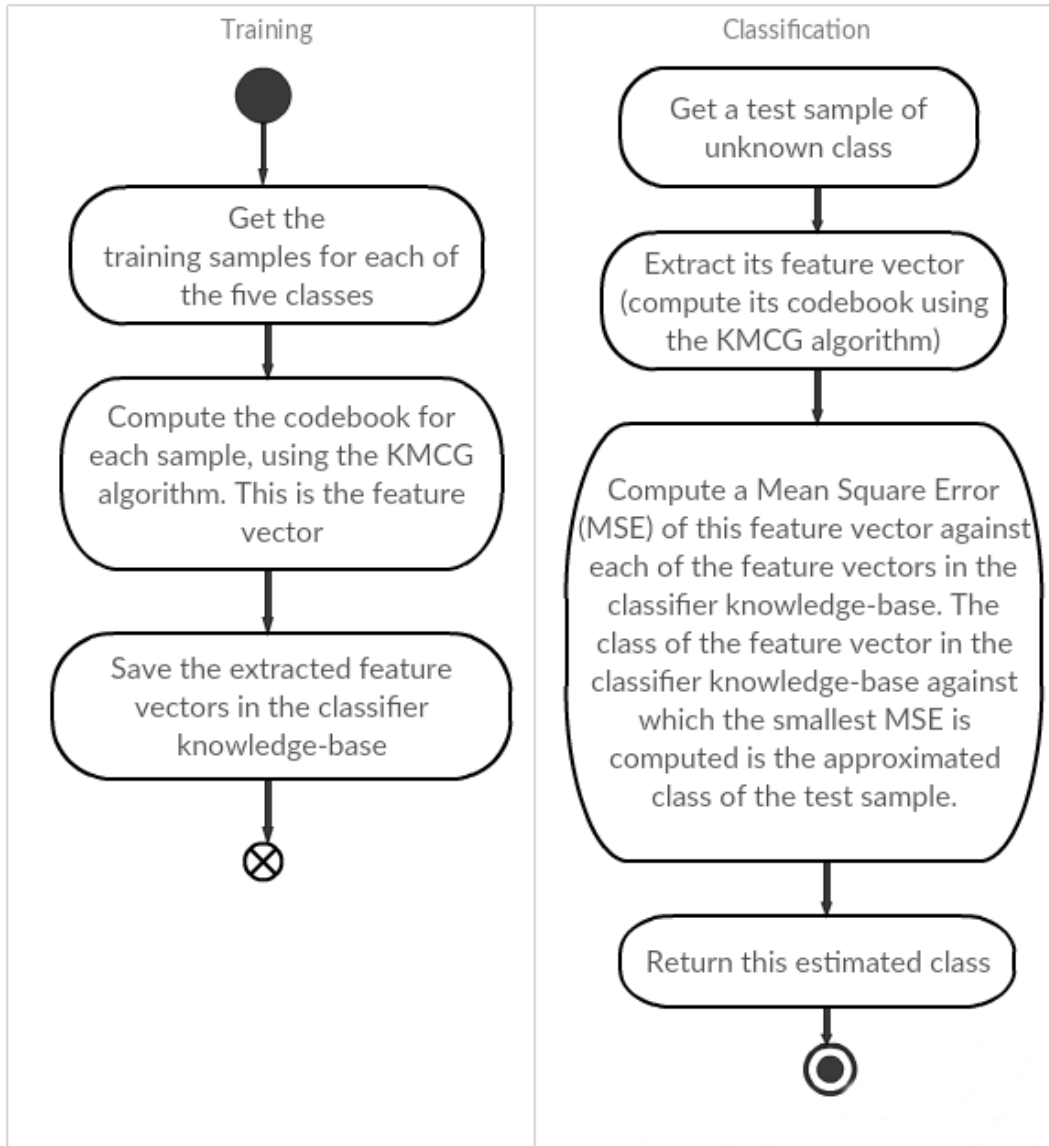 Training
Get the
training samples for each of
the five classes
Compute the codebook for
each sample, using the KMCG
algorithm. This is the feature
vector
Save the extracted feature
vectors in the classifier
knowledge-base
Classification
Get a test sample of
unknown class
Extract its feature vector
(compute its codebook using
the KMCG algorithm)
Compute a Mean Square Error
(MSE) of this feature vector against
each of the feature vectors in the
classifier knowledge-base. The
class of the feature vector in the
classifier knowledge-base against
which the smallest MSE is
computed is the approximated
class of the test sample.
Return this estimated class